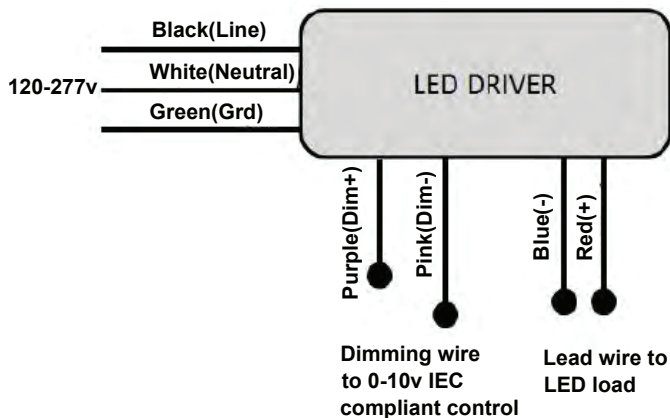 Black(Line)
120-277v
White(Neutral)
Green(Grd)
LED DRIVER
Purple(Dim+)
Pink(Dim-)
Blue(-)
Red(+)
Dimming wire
to 0-10v IEC
compliant control
Lead wire to
LED load